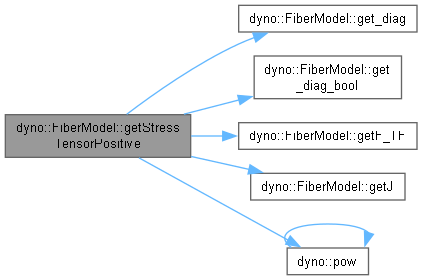 dyno::FiberModel::getStress
TensorPositive
dyno::FiberModel::get_diag
dyno::FiberModel::get
_diag_bool
dyno::FiberModel::getF_TF
dyno::FiberModel::getJ
dyno::pow